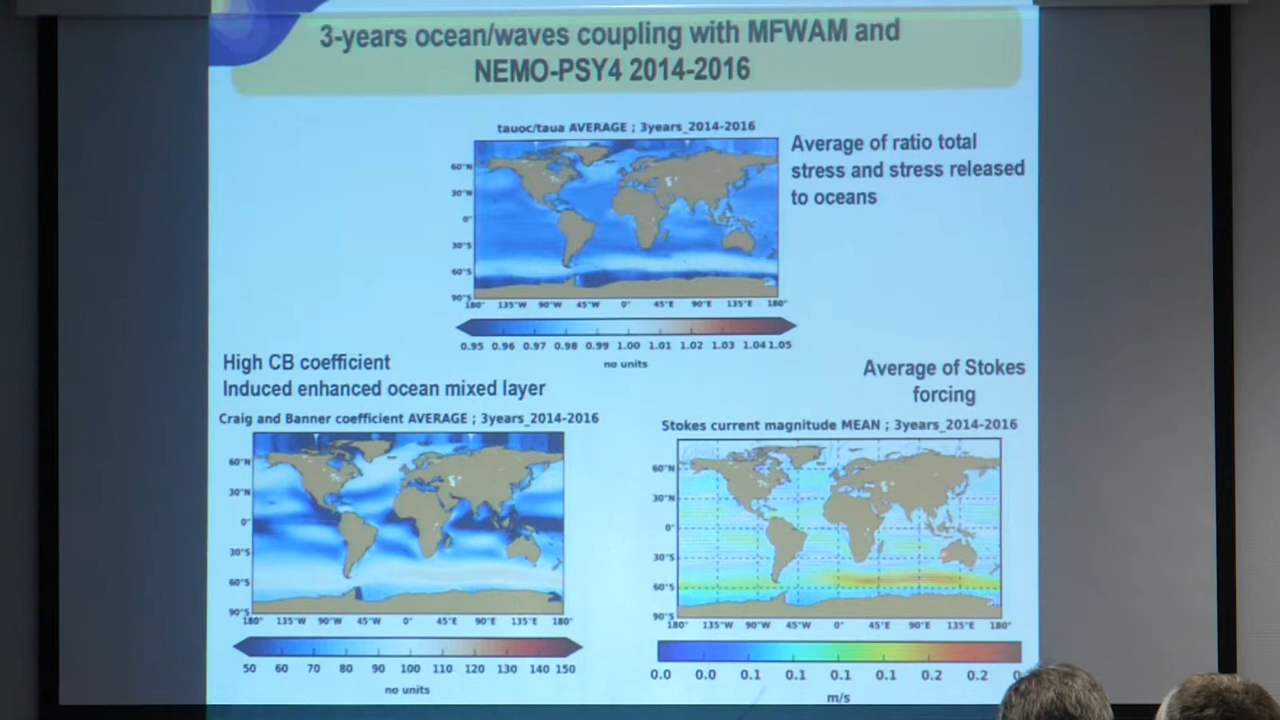 3-years ocean/waves coupling with MFWAM and
NEMO-PSY4 2014-2016
tauoc/taua AVERAGE ; 3years_2014-2016
60°N
30°N
0°
30°S
60°S
90°S
180° 135°W 90°W 45°W 0° 45°E 90°E 135°E 180°
0.95 0.96 0.97 0.98 0.99 1.00 1.01 1.02 1.03 1.04 1.05
no units
Average of ratio total
stress and stress released
to oceans
High CB coefficient
Induced enhanced ocean mixed layer
Craig and Banner coefficient AVERAGE ; 3years_2014-2016
60°N
30°N
0°
30°S
60°S
90°S
180° 135°W 90°W 45°W 0° 45°E 90°E 135°E 180°
50 60 70 80 90 100 110 120 130 140 150
no units
Average of Stokes
forcing
Stokes current magnitude MEAN ; 3years_2014-2016
60°N
30°N
0°
30°S
60°S
90°S
180° 135°W 90°W 45°W 0° 45°E 90°E 135°E 180°
0.0 0.0 0.1 0.1 0.1 0.1 0.2 0.2
m/s